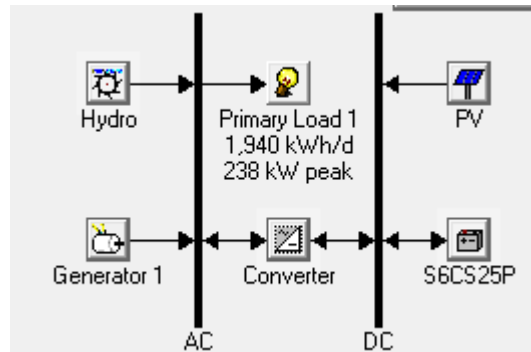 Hydro
Primary Load 1
1,940 kWh/d
238 kW peak
PV
Generator 1
Converter
S6CS25P
AC
DC